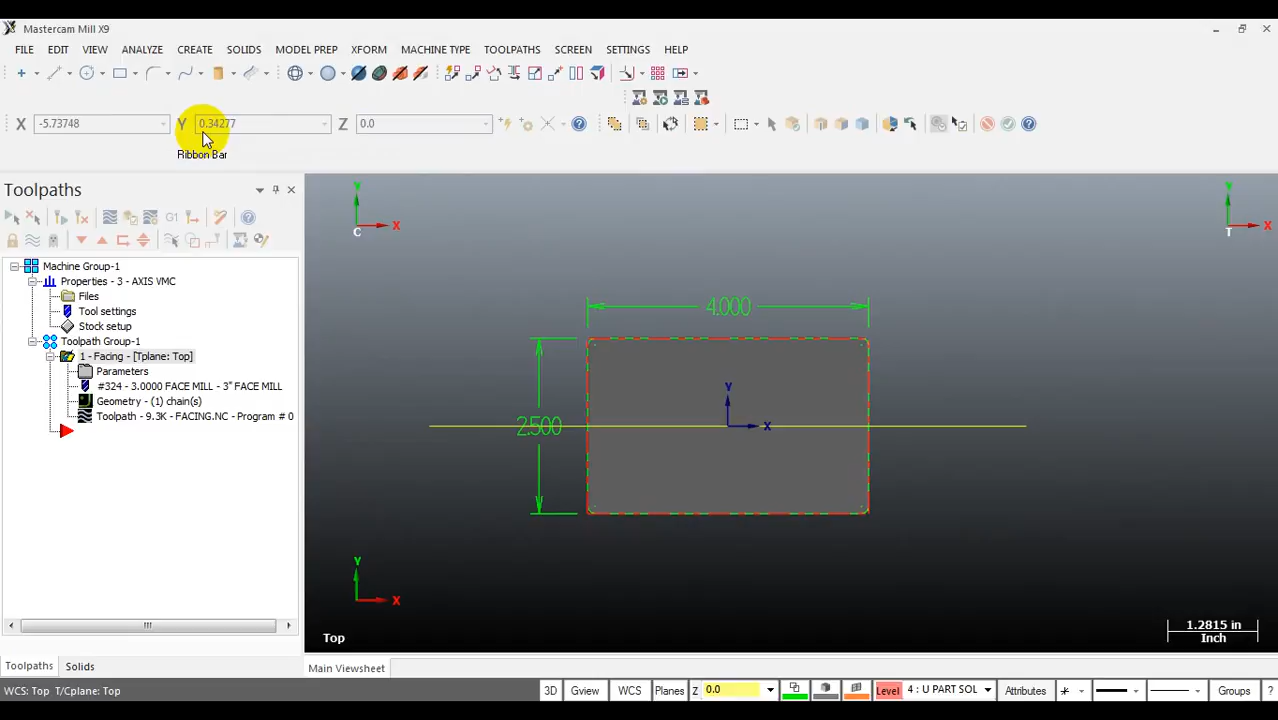 Mastercam Mill X9
FILE EDIT VIEW ANALYZE CREATE SOLIDS MODEL PREP XFORM MACHINE TYPE TOOLPATHS SCREEN SETTINGS HELP
X -5.73748 Y 0.34277 Z 0.0
Ribbon Bar
Toolpaths
G1
Machine Group-1
Properties - 3 - AXIS VMC
Files
Tool settings
Stock setup
Toolpath Group-1
1 - Facing - [Tplane: Top]
Parameters
#324 - 3.0000 FACE MILL - 3" FACE MILL
Geometry - (1) chain(s)
Toolpath - 9.3K - FACING.NC - Program # 0
Y
X
C
Y
X
T
4.000
2.500
Y
X
Y
X
Top
1.2815 in
Inch
Toolpaths Solids
Main Viewsheet
WCS: Top T/Cplane: Top
3D Gview WCS Planes Z 0.0 Level 4 : U PART SOL Attributes Groups ?